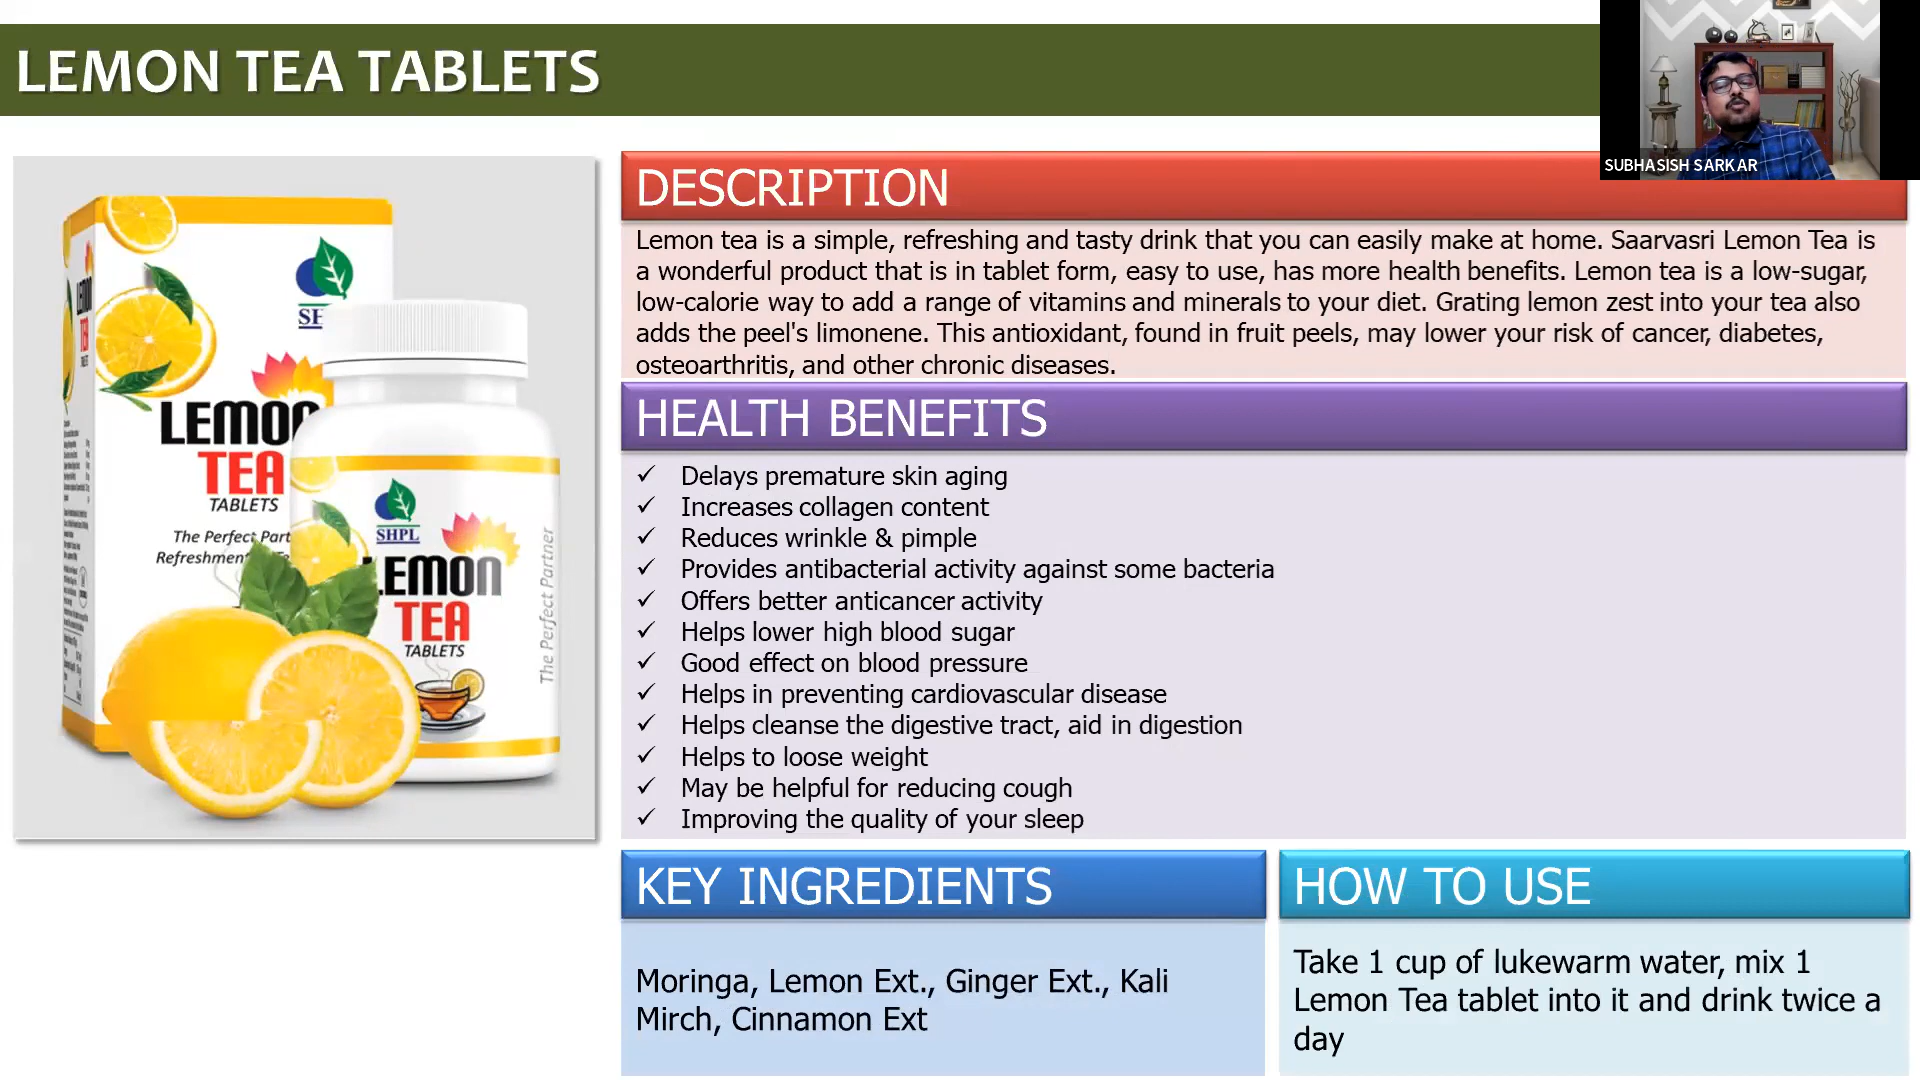 LEMON TEA TABLETS
SUBHASISH SARKAR
DESCRIPTION
Lemon tea is a simple, refreshing and tasty drink that you can easily make at home. Saarvasri Lemon Tea is
a wonderful product that is in tablet form, easy to use, has more health benefits. Lemon tea is a low-sugar,
low-calorie way to add a range of vitamins and minerals to your diet. Grating lemon zest into your tea also
adds the peel's limonene. This antioxidant, found in fruit peels, may lower your risk of cancer, diabetes,
osteoarthritis, and other chronic diseases.
HEALTH BENEFITS
✓ Delays premature skin aging
✓ Increases collagen content
✓ Reduces wrinkle & pimple
✓ Provides antibacterial activity against some bacteria
✓ Offers better anticancer activity
✓ Helps lower high blood sugar
✓ Good effect on blood pressure
✓ Helps in preventing cardiovascular disease
✓ Helps cleanse the digestive tract, aid in digestion
✓ Helps to loose weight
✓ May be helpful for reducing cough
✓ Improving the quality of your sleep
KEY INGREDIENTS
Moringa, Lemon Ext., Ginger Ext., Kali
Mirch, Cinnamon Ext
HOW TO USE
Take 1 cup of lukewarm water, mix 1
Lemon Tea tablet into it and drink twice a
day
LEMON
TEA
TABLETS
The Perfect
Refreshment
LEMON
TEA
SHPL
LEMON
TEA
TABLETS
The Perfect Partner